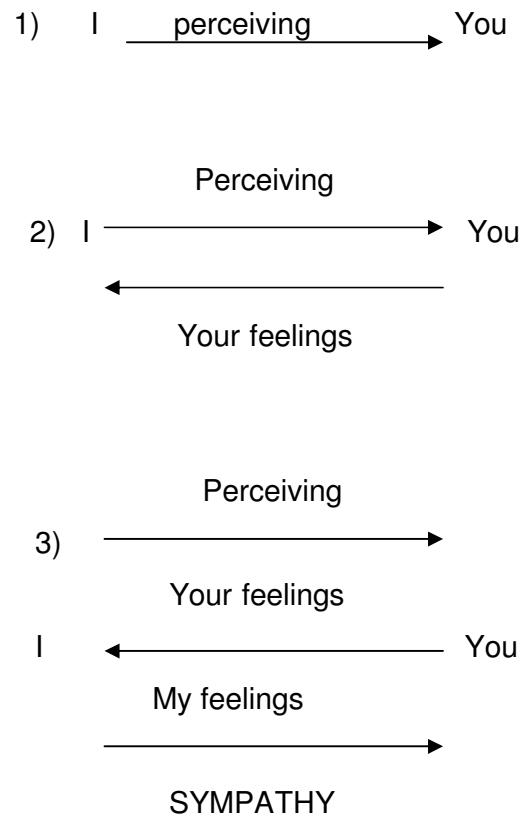 1) I perceiving You
Perceiving
2) I You
Your feelings
Perceiving
3)
Your feelings
I You
My feelings
SYMPATHY